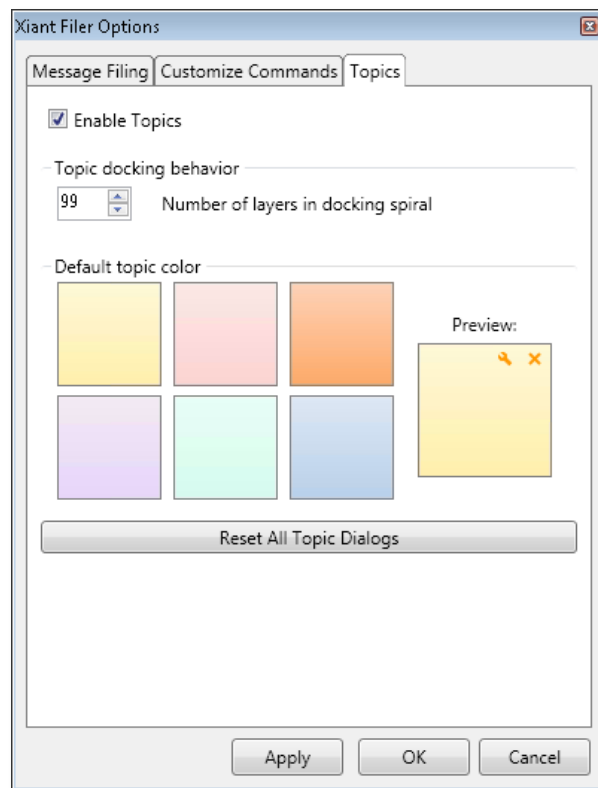 Xiant Filer Options
Message Filing Customize Commands Topics
Enable Topics
Topic docking behavior
99 Number of layers in docking spiral
Default topic color
Preview:
Reset All Topic Dialogs
Apply OK Cancel